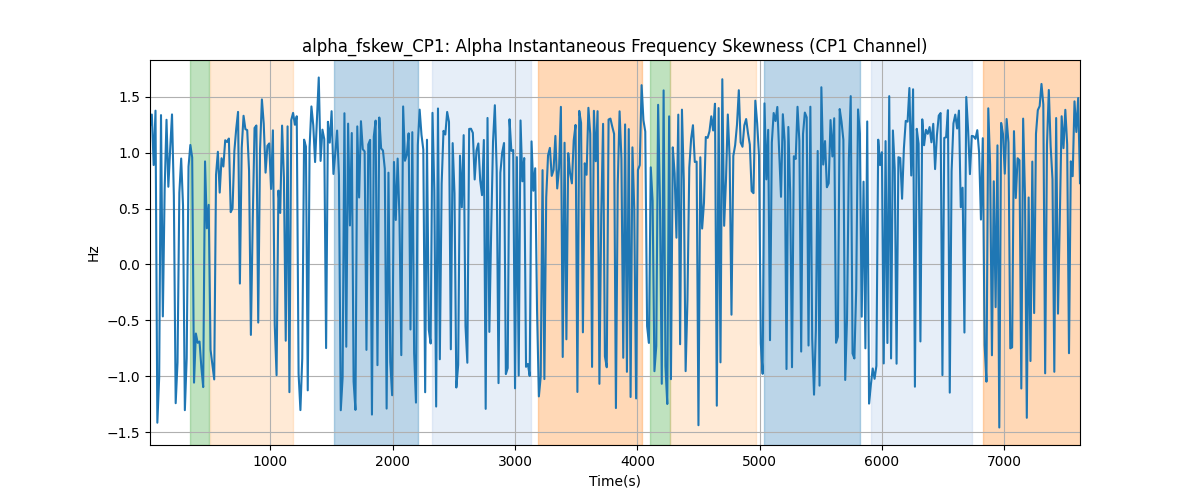 alpha_fskew_CP1: Alpha Instantaneous Frequency Skewness (CP1 Channel)
Hz
1.5
1.0
0.5
0.0
−0.5
−1.0
−1.5
1000 2000 3000 4000 5000 6000 7000
Time(s)